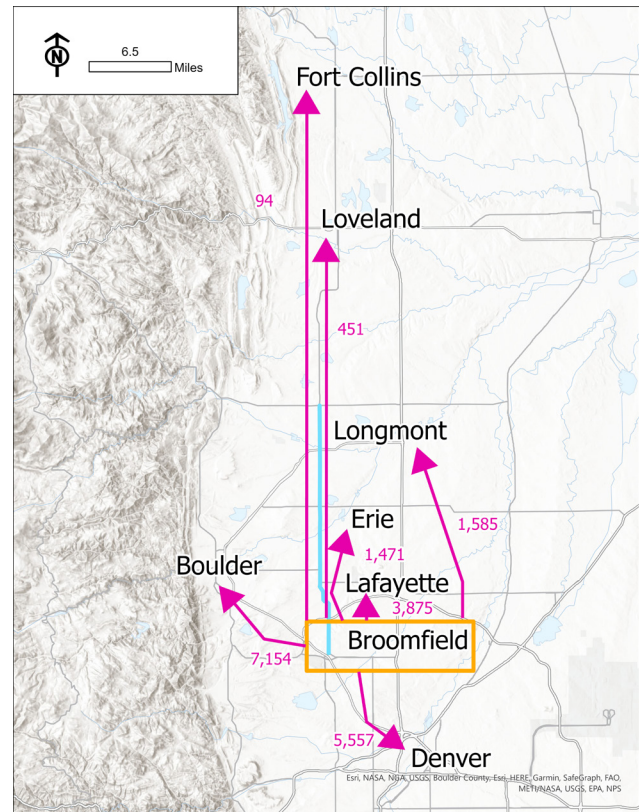 N
6.5
Miles
Fort Collins
94
Loveland
451
Longmont
1,585
Erie
1,471
Boulder
Lafayette
3,875
Broomfield
7,154
5,557
Denver
Esri, NASA, NGA, USGS, Boulder County, Esri, HERE, Garmin, SafeGraph, FAO,
METI/NASA, USGS, EPA, NPS